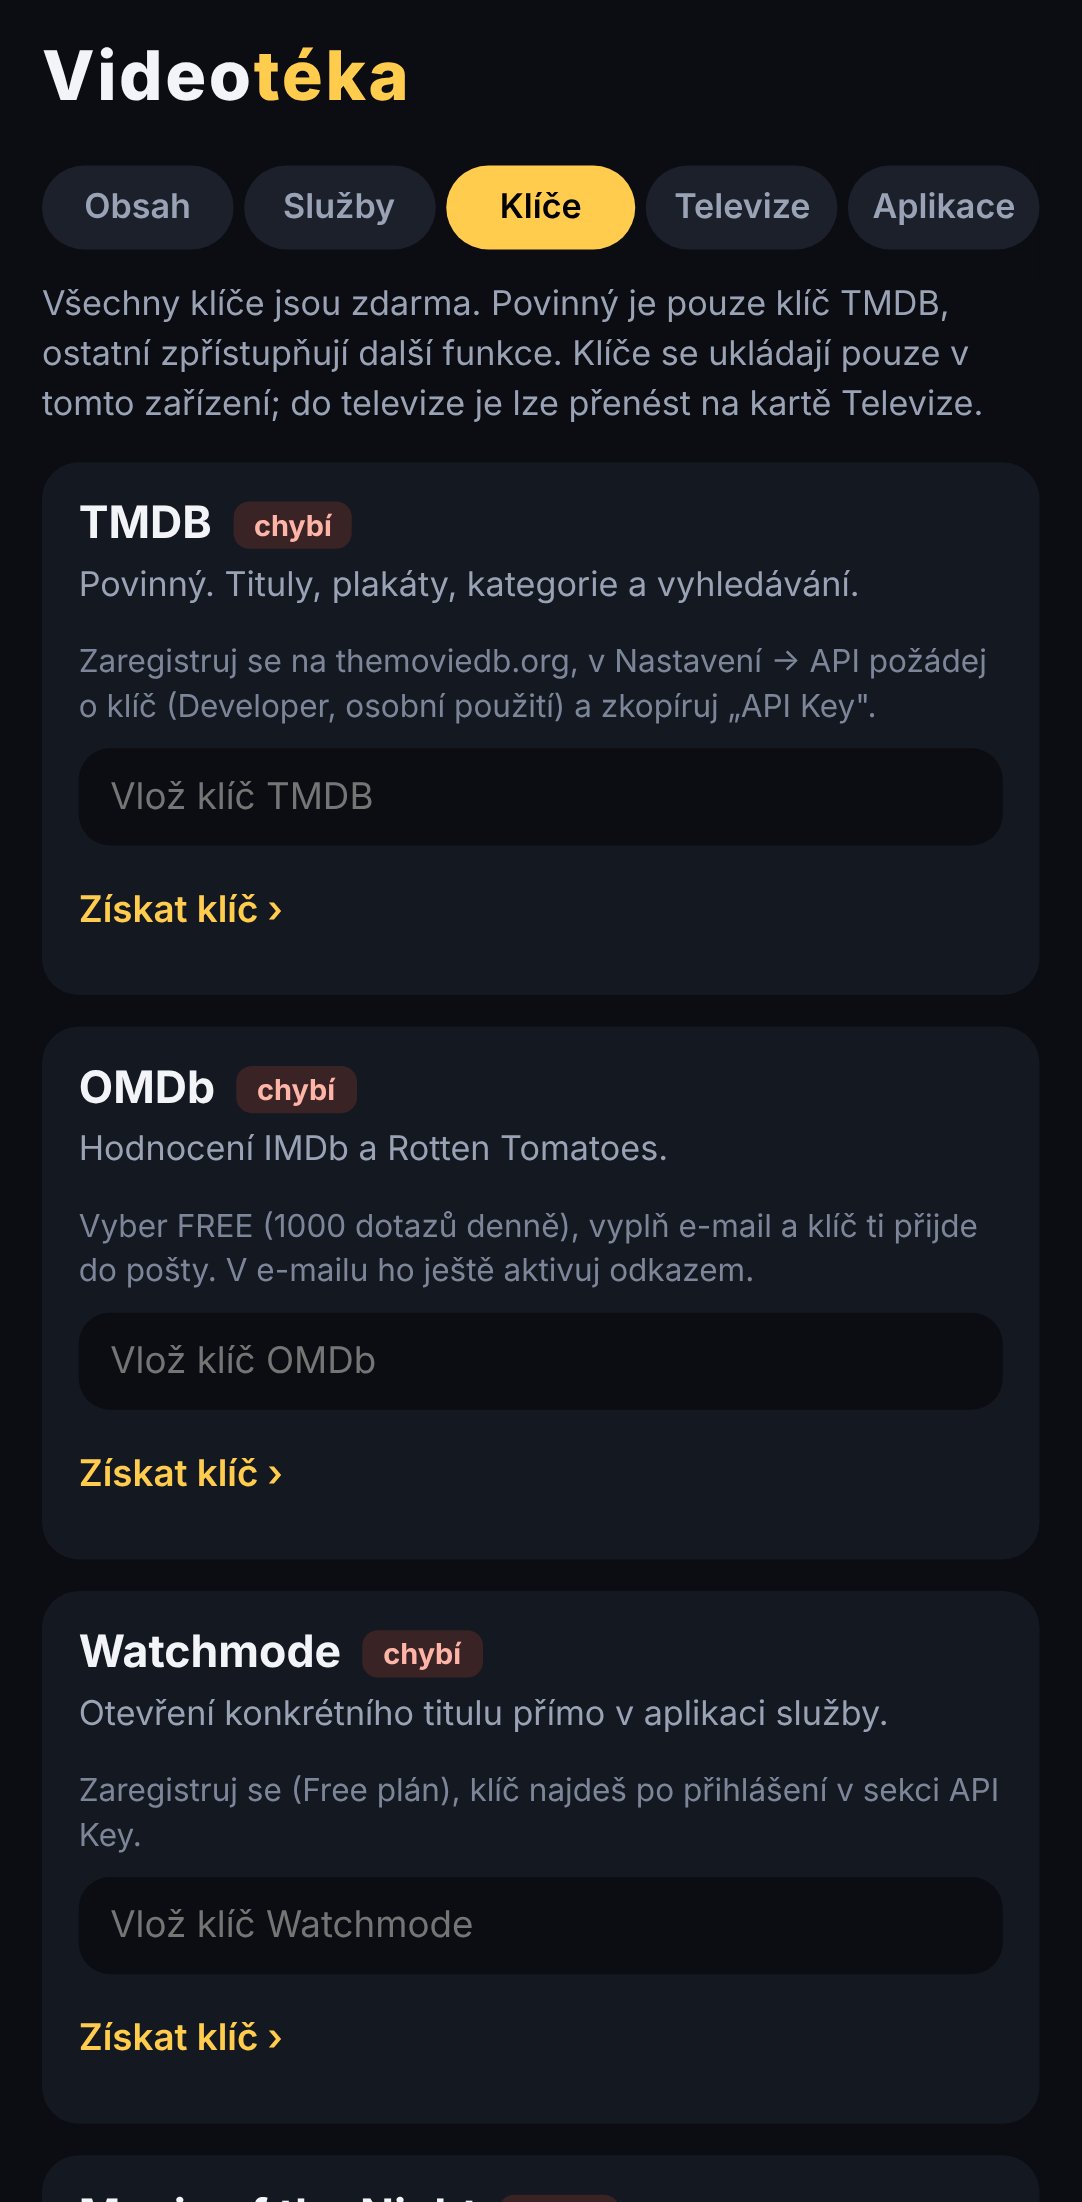 Videotéka
Obsah
Služby
Klíče
Televize
Aplikace
Všechny klíče jsou zdarma. Povinný je pouze klíč TMDB,
ostatní zpřístupňují další funkce. Klíče se ukládají pouze v
tomto zařízení; do televize je lze přenést na kartě Televize.
TMDB chybí
Povinný. Tituly, plakáty, kategorie a vyhledávání.
Zaregistruj se na themoviedb.org, v Nastavení → API požádej
o klíč (Developer, osobní použití) a zkopíruj „API Key".
Vlož klíč TMDB
Získat klíč ›
OMDb chybí
Hodnocení IMDb a Rotten Tomatoes.
Vyber FREE (1000 dotazů denně), vyplň e-mail a klíč ti přijde
do pošty. V e-mailu ho ještě aktivuj odkazem.
Vlož klíč OMDb
Získat klíč ›
Watchmode chybí
Otevření konkrétního titulu přímo v aplikaci služby.
Zaregistruj se (Free plán), klíč najdeš po přihlášení v sekci API
Key.
Vlož klíč Watchmode
Získat klíč ›